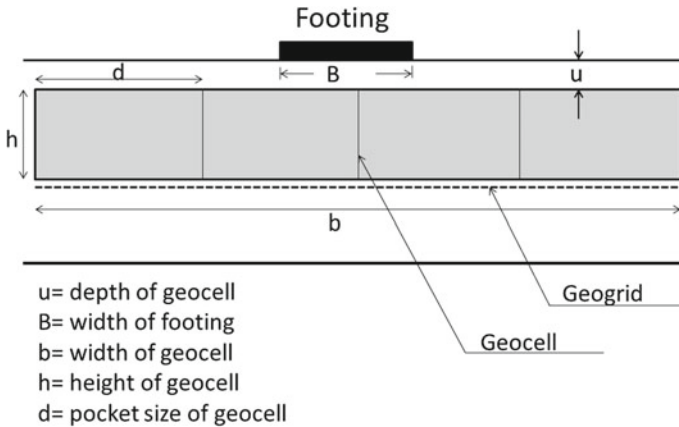 Footing
d
B
u
h
b
u= depth of geocell
B= width of footing
b= width of geocell
h= height of geocell
d= pocket size of geocell
Geogrid
Geocell